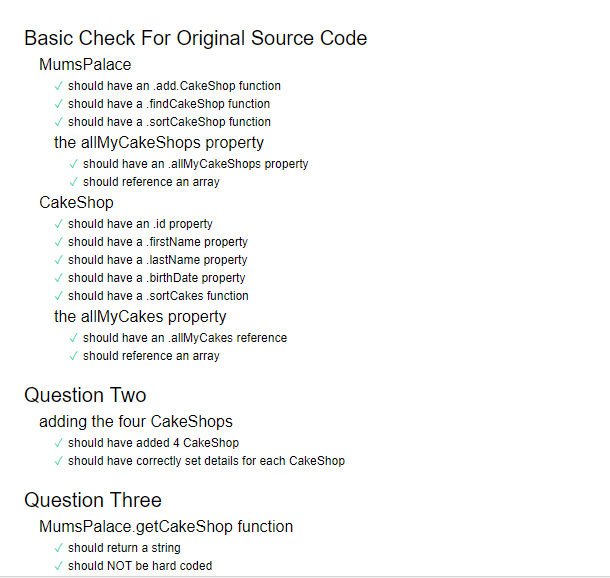 Basic Check For Original Source Code
MumsPalace
✓ should have an .add.CakeShop function
✓ should have a .findCakeShop function
✓ should have a .sortCakeShop function
the allMyCakeShops property
✓ should have an .allMyCakeShops property
✓ should reference an array
CakeShop
✓ should have an .id property
✓ should have a .firstName property
✓ should have a .lastName property
✓ should have a .birthDate property
✓ should have a .sortCakes function
the allMyCakes property
✓ should have an .allMyCakes reference
✓ should reference an array
Question Two
adding the four CakeShops
✓ should have added 4 CakeShop
✓ should have correctly set details for each CakeShop
Question Three
MumsPalace.getCakeShop function
✓ should return a string
✓ should NOT be hard coded